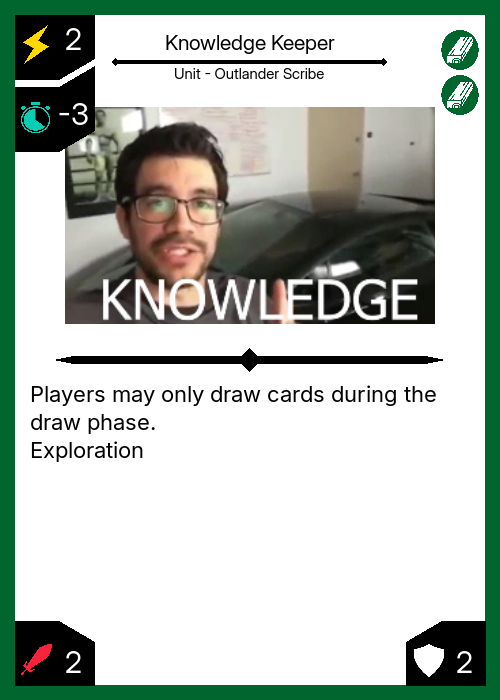 2
Knowledge Keeper
Unit - Outlander Scribe
-3
KNOWLEDGE
Players may only draw cards during the
draw phase.
Exploration
2
2